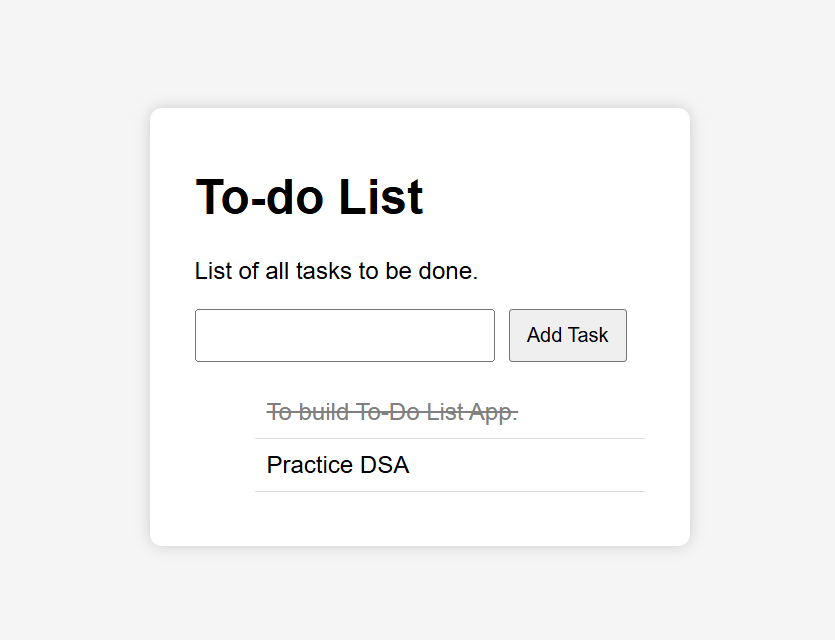 To-do List
List of all tasks to be done.
Add Task
To build To-Do List App.
Practice DSA